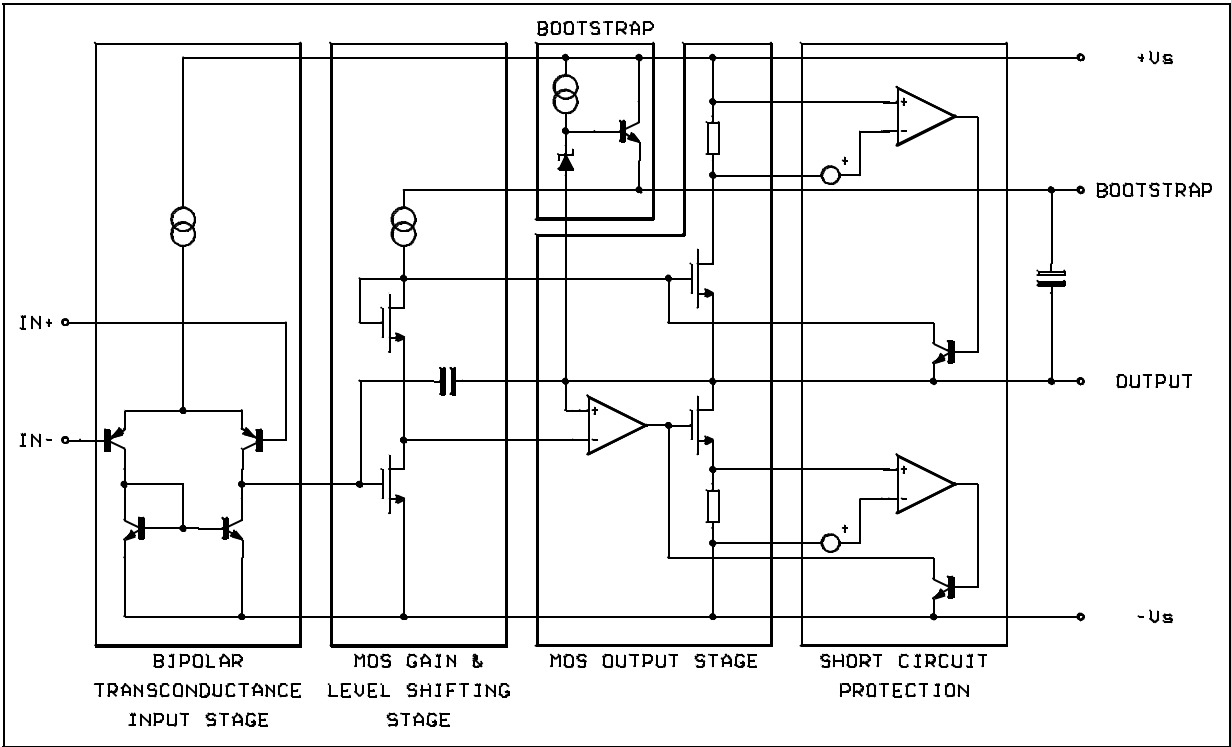 BOOTSTRAP
+Vs
+
-
+
BOOTSTRAP
IN+
OUTPUT
IN-
+
-
+
-
+
-Vs
BIPOLAR
TRANSCONDUCTANCE
INPUT STAGE
MOS GAIN &
LEVEL SHIFTING
STAGE
MOS OUTPUT STAGE
SHORT CIRCUIT
PROTECTION